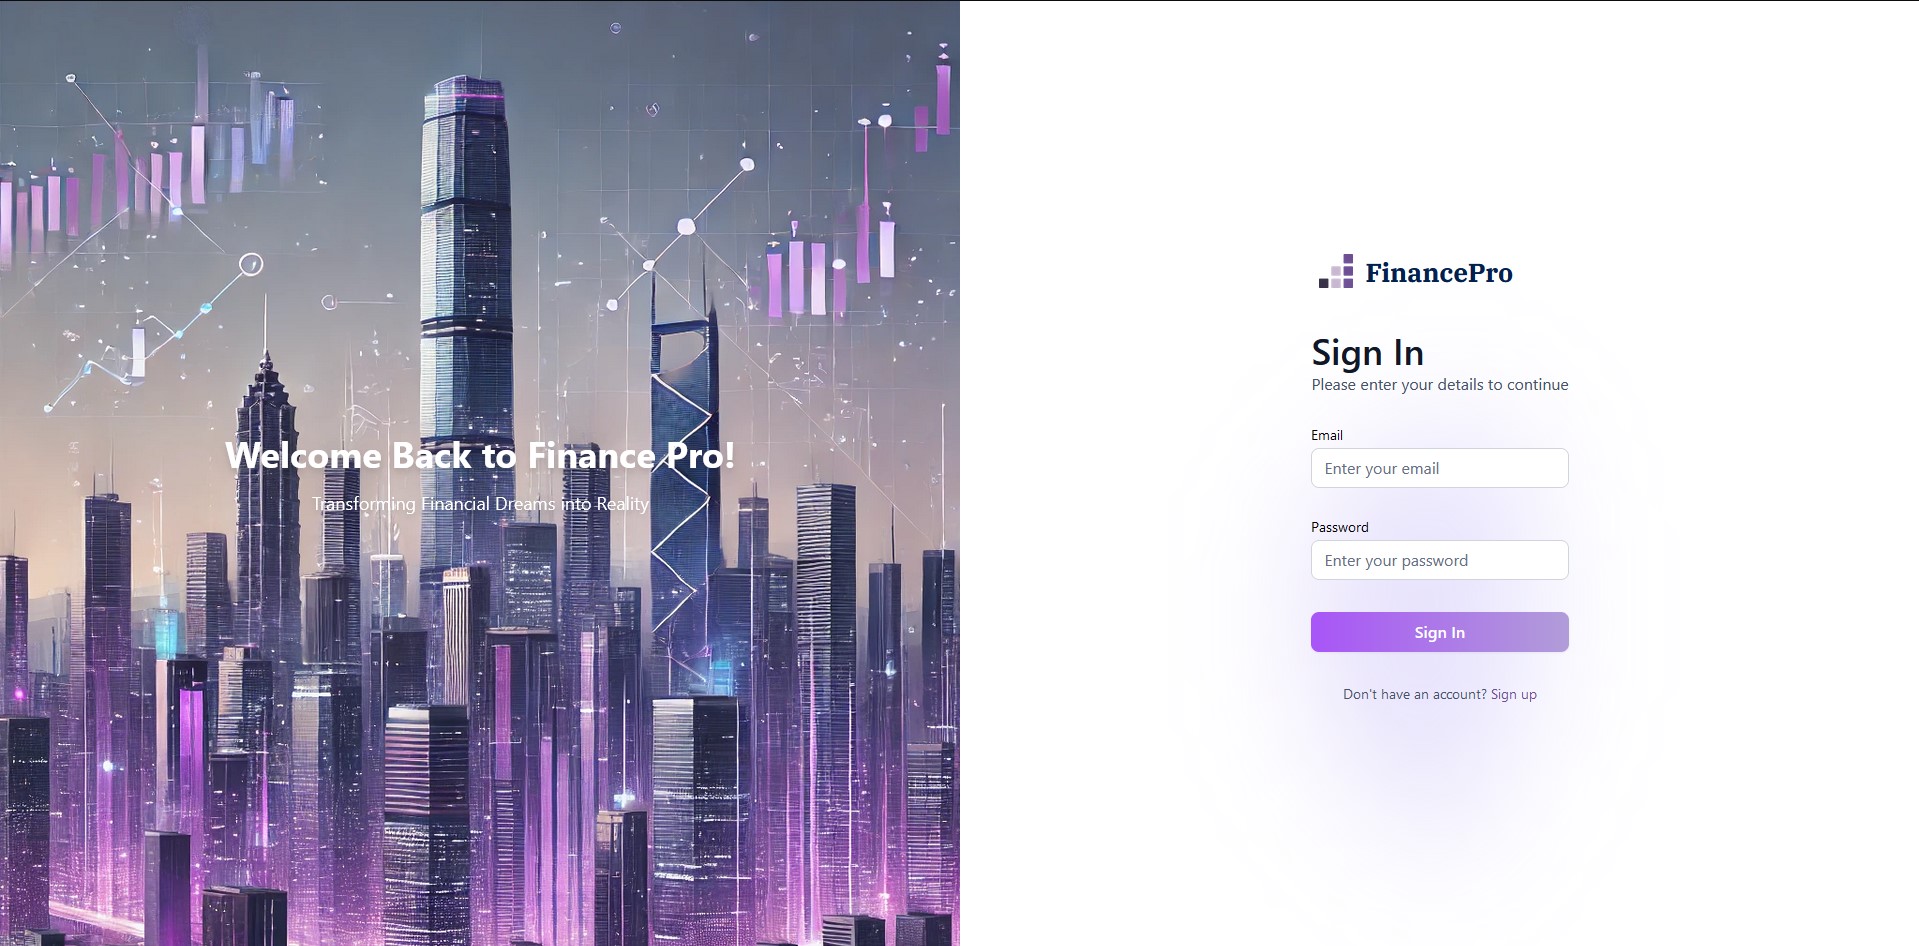 Welcome Back to Finance Pro!
Transforming Financial Dreams into Reality
FinancePro
Sign In
Please enter your details to continue
Email
Enter your email
Password
Enter your password
Sign In
Don't have an account? Sign up